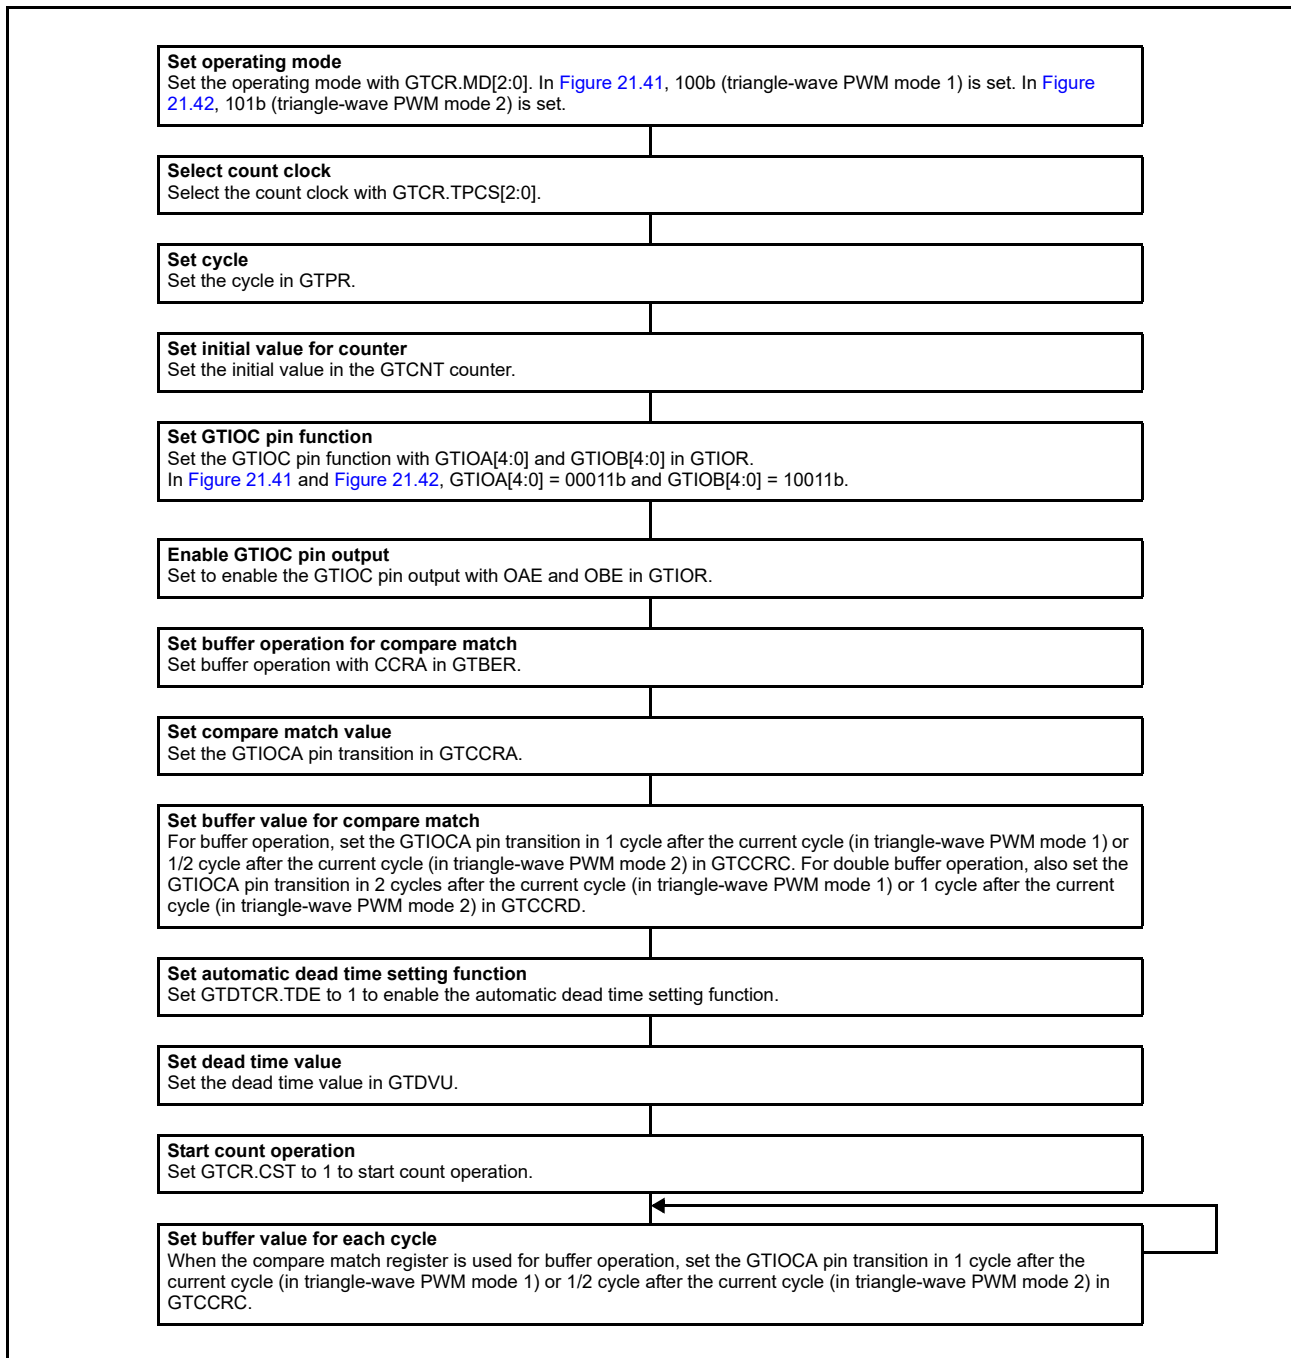 Set operating mode
Set the operating mode with GTCR.MD[2:0]. In Figure 21.41, 100b (triangle-wave PWM mode 1) is set. In Figure
21.42, 101b (triangle-wave PWM mode 2) is set.
Select count clock
Select the count clock with GTCR.TPCS[2:0].
Set cycle
Set the cycle in GTPR.
Set initial value for counter
Set the initial value in the GTCNT counter.
Set GTIOC pin function
Set the GTIOC pin function with GTIOA[4:0] and GTIOB[4:0] in GTIOR.
In Figure 21.41 and Figure 21.42, GTIOA[4:0] = 00011b and GTIOB[4:0] = 10011b.
Enable GTIOC pin output
Set to enable the GTIOC pin output with OAE and OBE in GTIOR.
Set buffer operation for compare match
Set buffer operation with CCRA in GTBER.
Set compare match value
Set the GTIOCA pin transition in GTCCRA.
Set buffer value for compare match
For buffer operation, set the GTIOCA pin transition in 1 cycle after the current cycle (in triangle-wave PWM mode 1) or
1/2 cycle after the current cycle (in triangle-wave PWM mode 2) in GTCCRC. For double buffer operation, also set the
GTIOCA pin transition in 2 cycles after the current cycle (in triangle-wave PWM mode 1) or 1 cycle after the current
cycle (in triangle-wave PWM mode 2) in GTCCRD.
Set automatic dead time setting function
Set GTDTCR.TDE to 1 to enable the automatic dead time setting function.
Set dead time value
Set the dead time value in GTDVU.
Start count operation
Set GTCR.CST to 1 to start count operation.
Set buffer value for each cycle
When the compare match register is used for buffer operation, set the GTIOCA pin transition in 1 cycle after the
current cycle (in triangle-wave PWM mode 1) or 1/2 cycle after the current cycle (in triangle-wave PWM mode 2) in
GTCCRC.